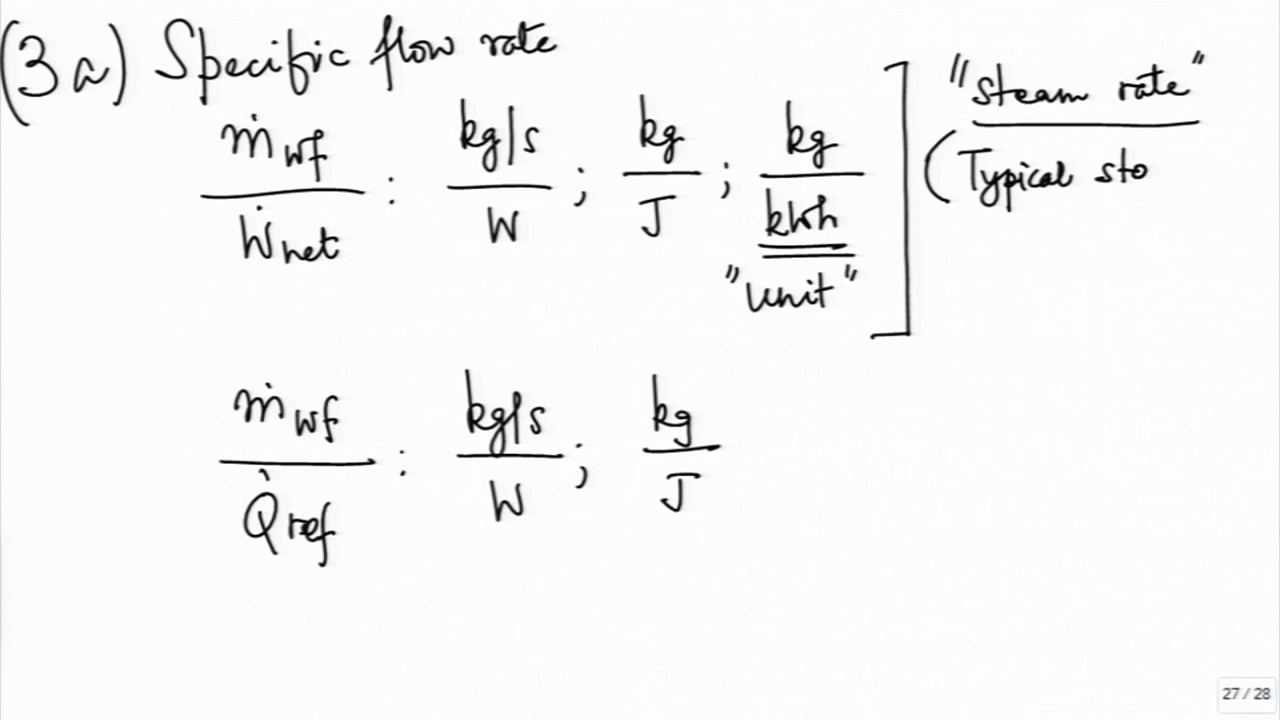 (3a) Specific flow rate
ṁwf / Ẇnet : kg/s / W ; kg / J ; kg / kWh
"Unit"
"Steam rate"
(Typical sto
ṁwf / Q̇ref : kg/s / W ; kg / J
27 / 28